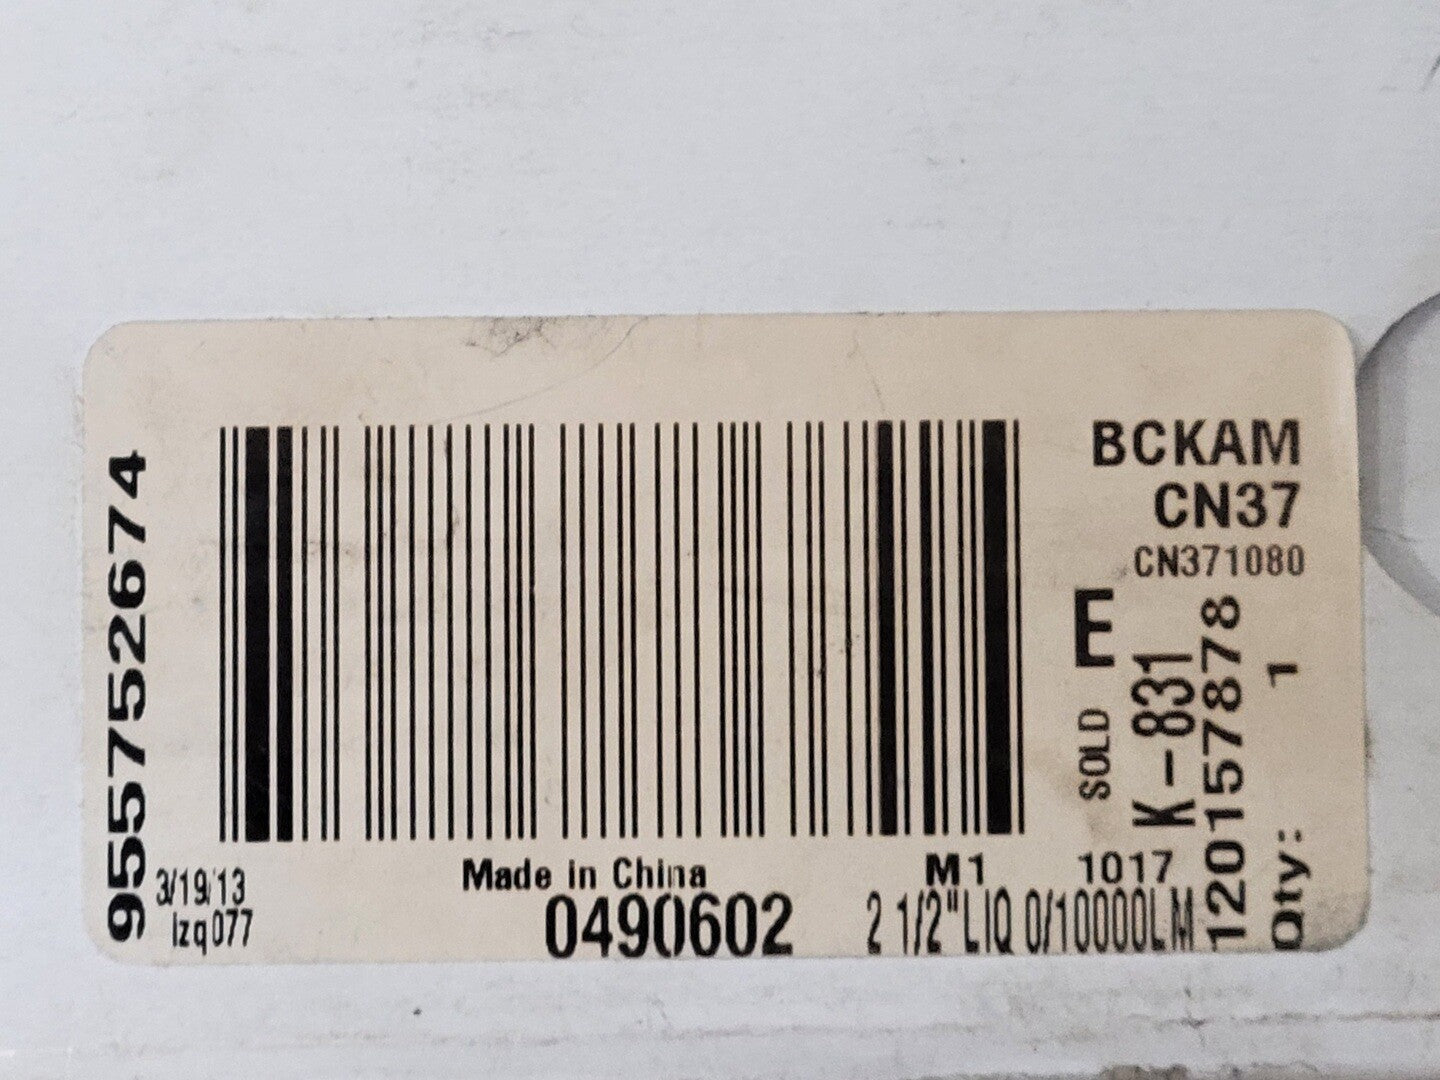 955752674
BCKAM
CN37
CN371080
SOLD E
K-831
120157878
Qty: 1
3/19/13
lzq077
Made in China
M1
1017
0490602
2 1/2"LIQ 0/10000LM